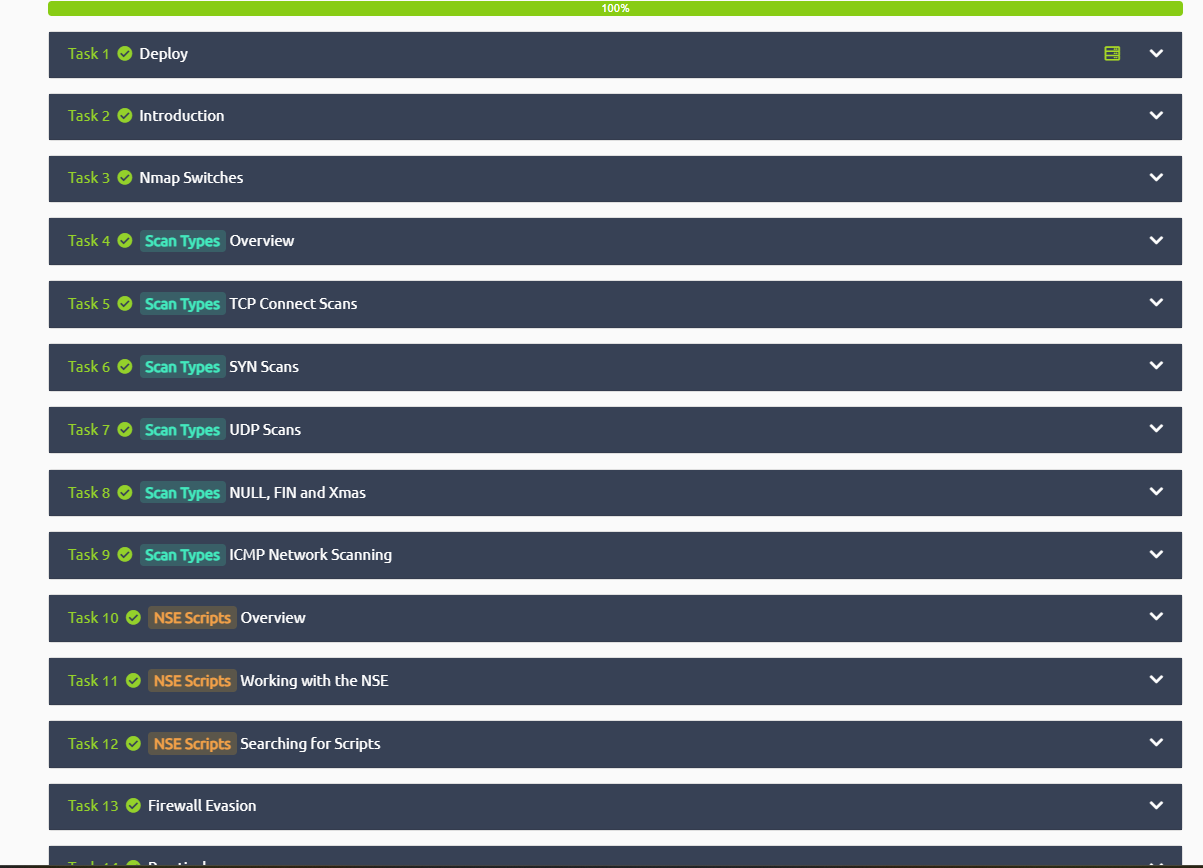 100%
Task 1 Deploy
Task 2 Introduction
Task 3 Nmap Switches
Task 4 Scan Types Overview
Task 5 Scan Types TCP Connect Scans
Task 6 Scan Types SYN Scans
Task 7 Scan Types UDP Scans
Task 8 Scan Types NULL, FIN and Xmas
Task 9 Scan Types ICMP Network Scanning
Task 10 NSE Scripts Overview
Task 11 NSE Scripts Working with the NSE
Task 12 NSE Scripts Searching for Scripts
Task 13 Firewall Evasion